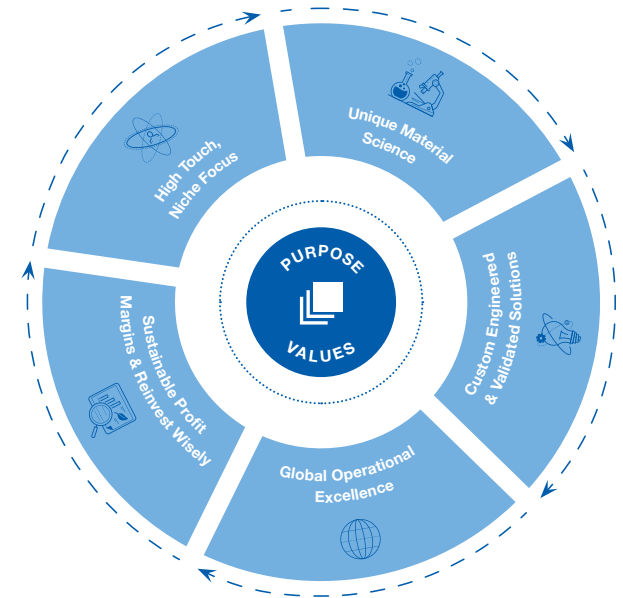 Unique Material
Science
Custom Engineered
& Validated Solutions
Global Operational
Excellence
Sustainable Profit
Margins & Reinvest Wisely
High Touch,
Niche Focus
PURPOSE
VALUES